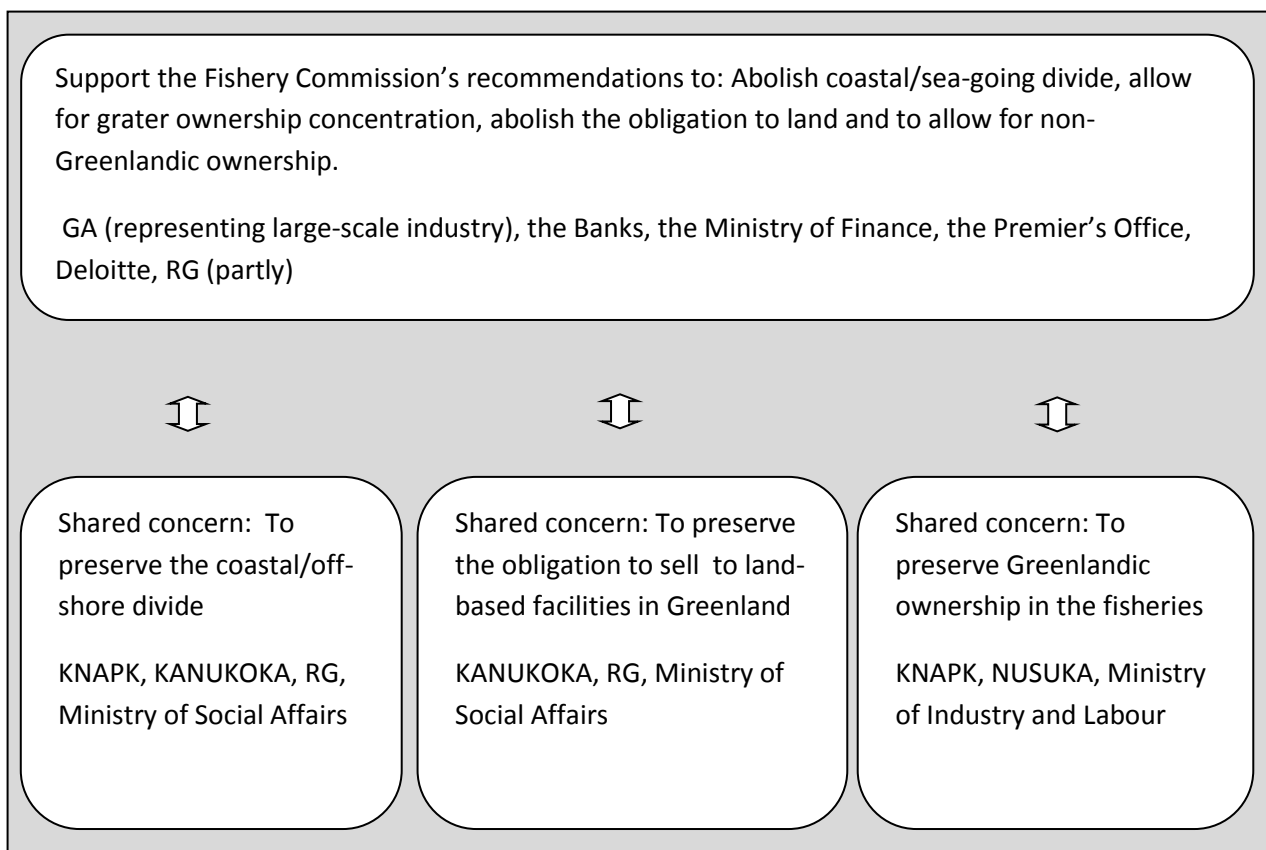 Support the Fishery Commission’s recommendations to: Abolish coastal/sea-going divide, allow
for grater ownership concentration, abolish the obligation to land and to allow for non-
Greenlandic ownership.
GA (representing large-scale industry), the Banks, the Ministry of Finance, the Premier’s Office,
Deloitte, RG (partly)
Shared concern: To
preserve the coastal/off-
shore divide
KNAPK, KANUKOKA, RG,
Ministry of Social Affairs
Shared concern: To preserve
the obligation to sell to land-
based facilities in Greenland
KANUKOKA, RG, Ministry of
Social Affairs
Shared concern: To
preserve Greenlandic
ownership in the fisheries
KNAPK, NUSUKA, Ministry
of Industry and Labour